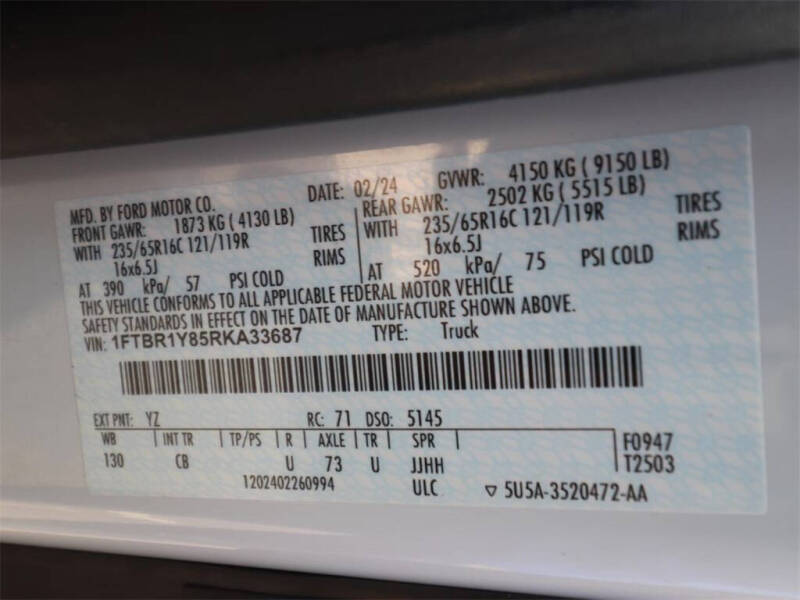 MFD. BY FORD MOTOR CO. DATE: 02/24 GVWR: 4150 KG ( 9150 LB)
FRONT GAWR: 1873 KG ( 4130 LB) REAR GAWR: 2502 KG ( 5515 LB)
WITH 235/65R16C 121/119R TIRES WITH 235/65R16C 121/119R TIRES
16x6.5J RIMS 16x6.5J RIMS
AT 390 kPa/ 57 PSI COLD AT 520 kPa/ 75 PSI COLD
THIS VEHICLE CONFORMS TO ALL APPLICABLE FEDERAL MOTOR VEHICLE
SAFETY STANDARDS IN EFFECT ON THE DATE OF MANUFACTURE SHOWN ABOVE.
VIN: 1FTBR1Y85RKA33687 TYPE: Truck
EXT PNT: YZ RC: 71 DSO: 5145
WB INT TR TP/PS R AXLE TR SPR F0947
130 CB U 73 U JJHH T2503
1202402260994 ULC ▽ 5U5A-3520472-AA